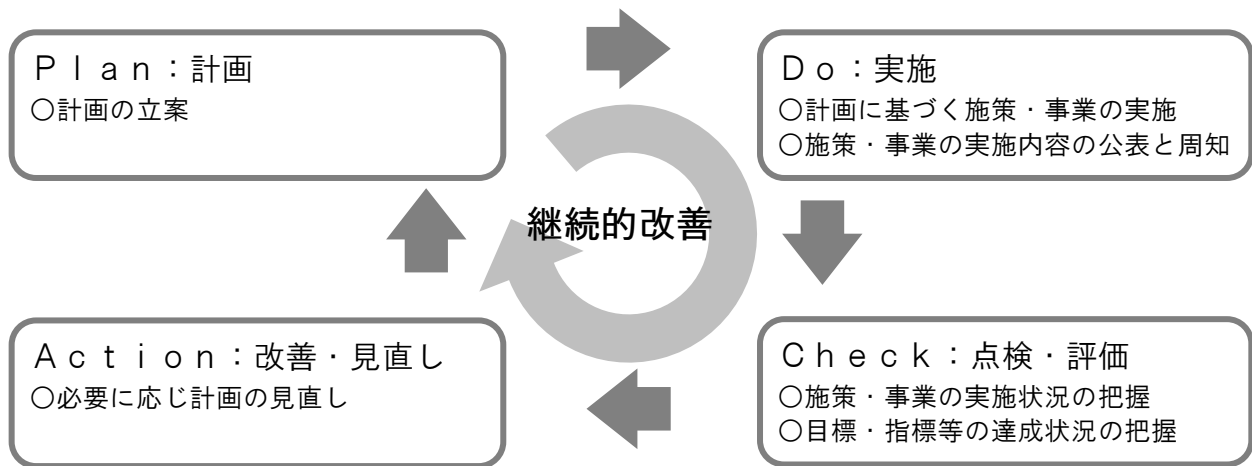 Ｐｌａｎ：計画
○計画の立案
Ｄｏ：実施
○計画に基づく施策・事業の実施
○施策・事業の実施内容の公表と周知
継続的改善
Ａｃｔｉｏｎ：改善・見直し
○必要に応じ計画の見直し
Ｃｈｅｃｋ：点検・評価
○施策・事業の実施状況の把握
○目標・指標等の達成状況の把握